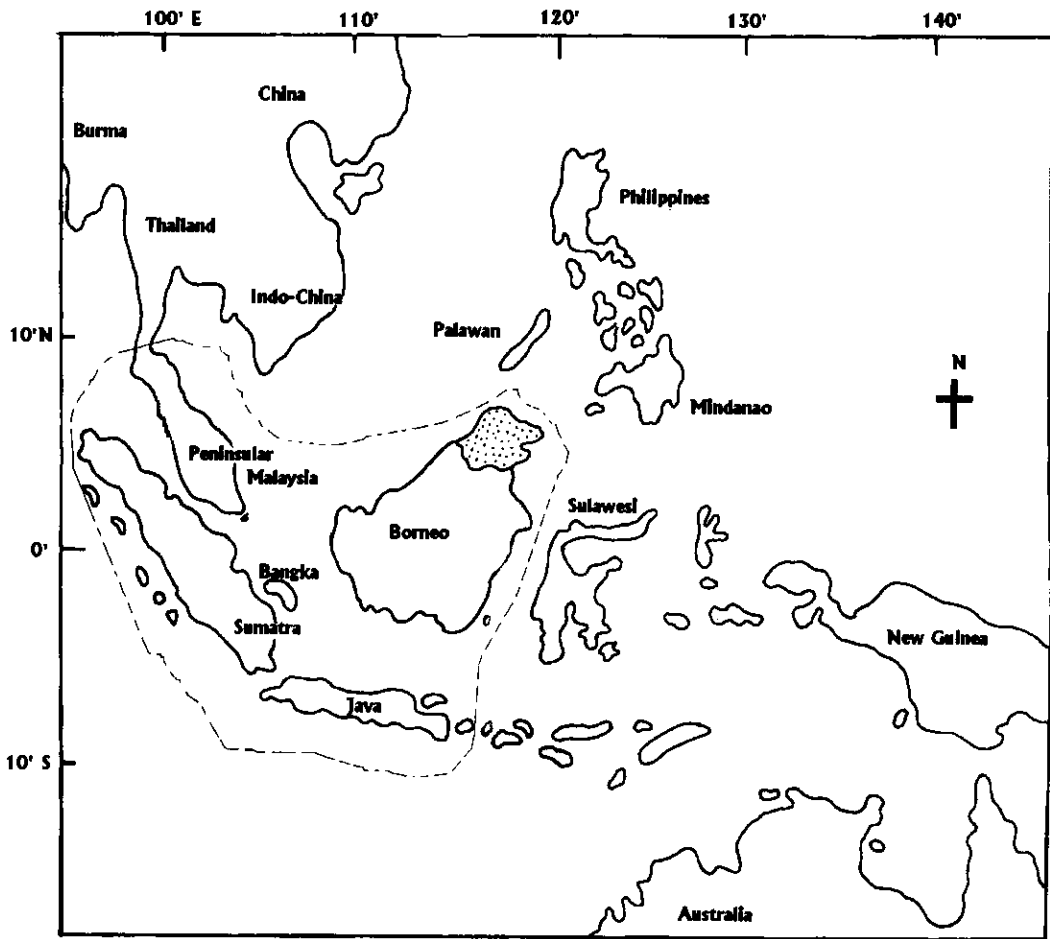 100' E 110' 120' 130' 140'
China
Burma
Philippines
Thailand
Indo-China
10'N
Palawan
N
Mindanao
Peninsular
Malaysia
Sulawesi
Borneo
0'
Bangka
Sumatra
New Guinea
Java
10' S
Australia